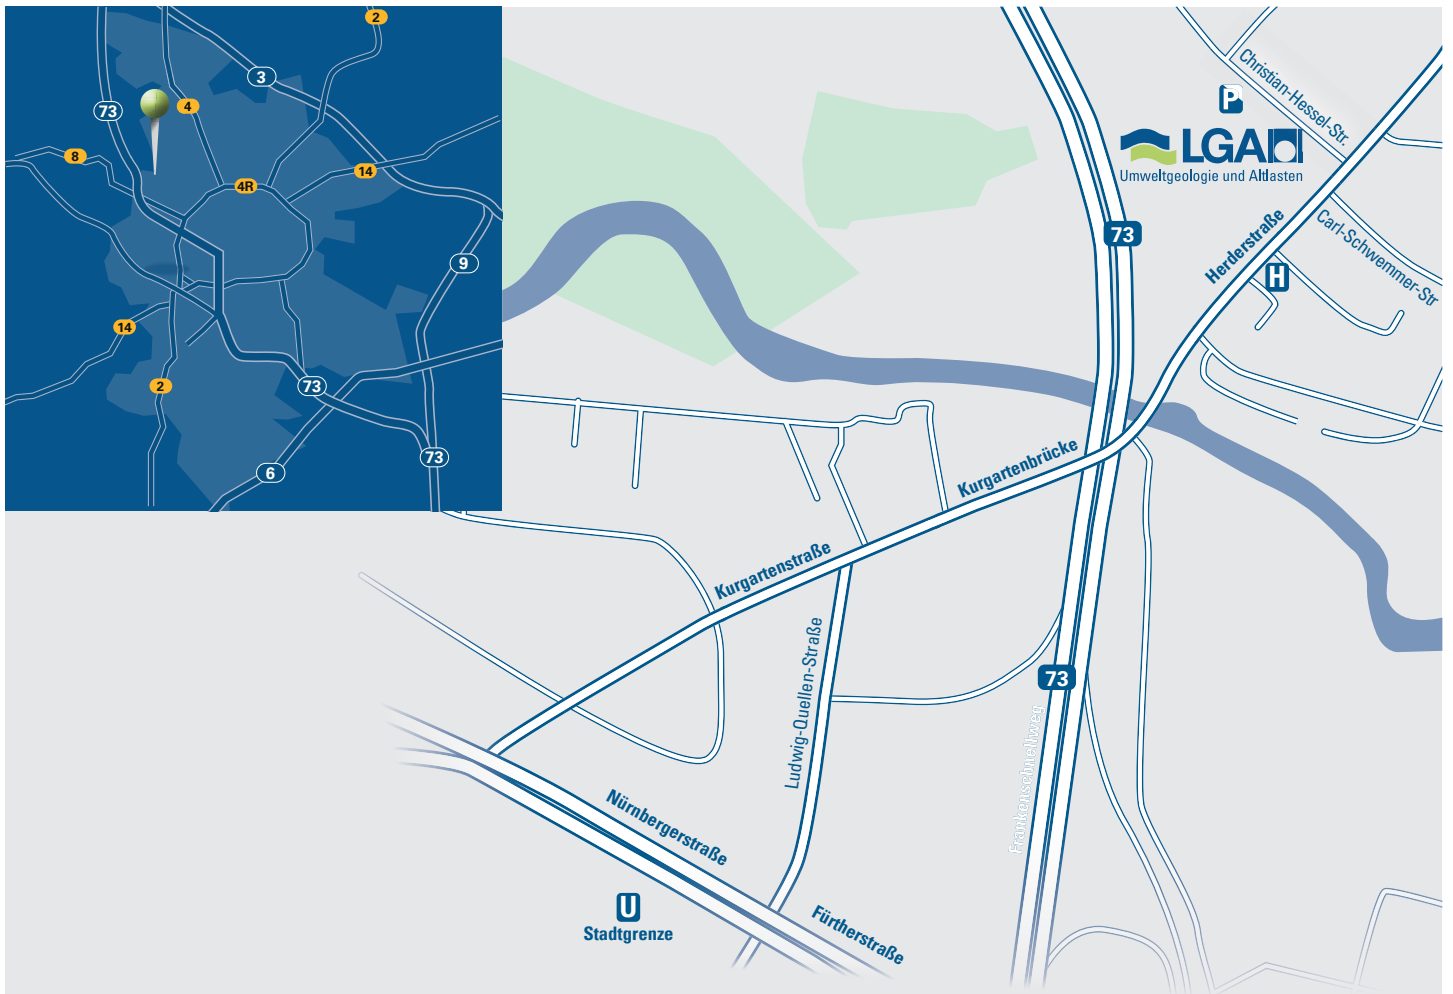 2
3
73
4
8
14
4R
9
14
2
73
73
6
Christian-Hessel-Str.
P
LGA
Umweltgeologie und Altlasten
73
Herderstraße
Carl-Schwemmer-Str
H
Kurgartenbrücke
Kurgartenstraße
Ludwig-Quellen-Straße
73
Frankenschnellweg
Nürnbergerstraße
U
Stadtgrenze
Fürtherstraße